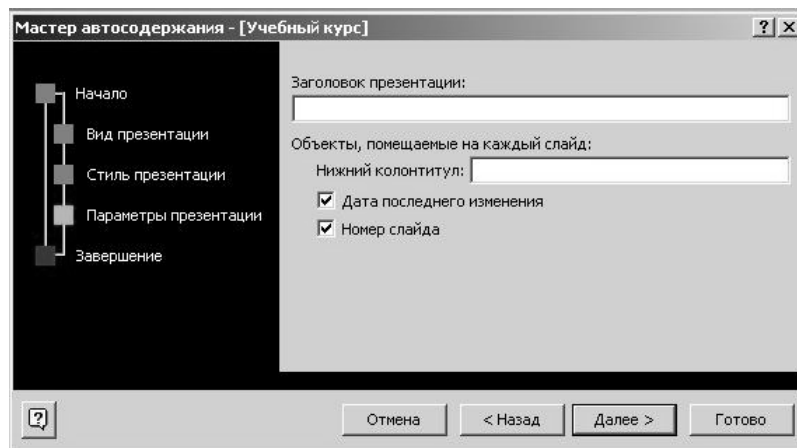 Мастер автосодержания - [Учебный курс]
Начало
Вид презентации
Стиль презентации
Параметры презентации
Завершение
Заголовок презентации:
Объекты, помещаемые на каждый слайд:
Нижний колонтитул:
Дата последнего изменения
Номер слайда
Отмена
< Назад
Далее >
Готово